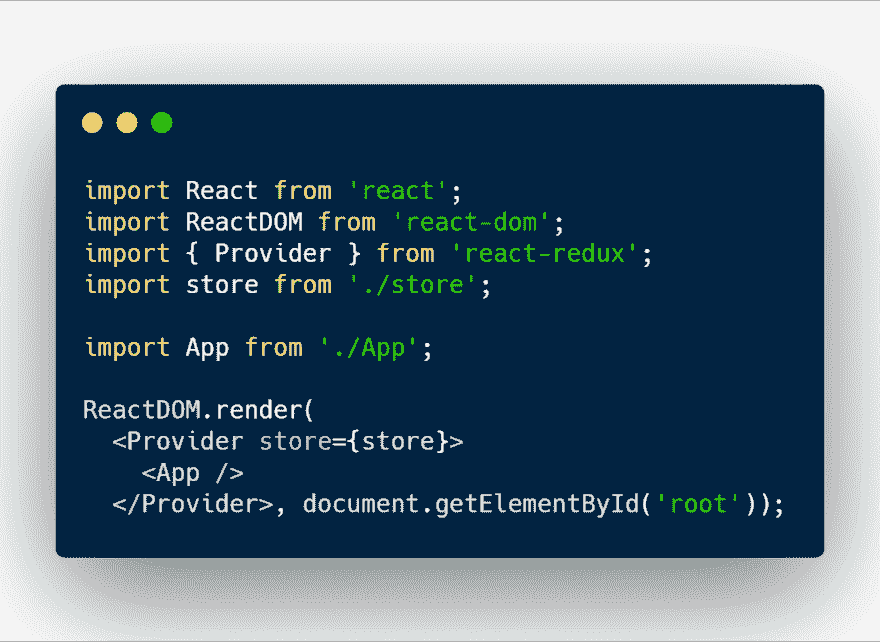 import React from 'react';
import ReactDOM from 'react-dom';
import { Provider } from 'react-redux';
import store from './store';

import App from './App';

ReactDOM.render(
  <Provider store={store}>
    <App />
  </Provider>, document.getElementById('root'));